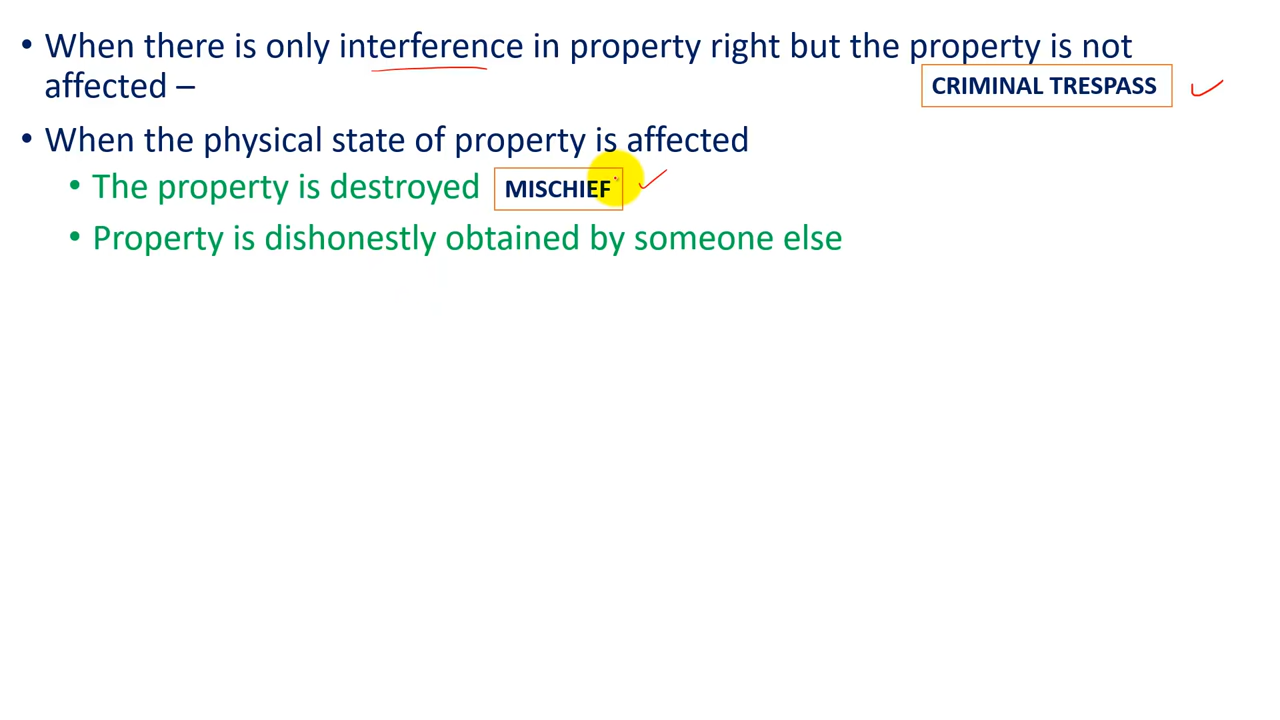 • When there is only interference in property right but the property is not
affected –
CRIMINAL TRESPASS
• When the physical state of property is affected
• The property is destroyed MISCHIEF
• Property is dishonestly obtained by someone else